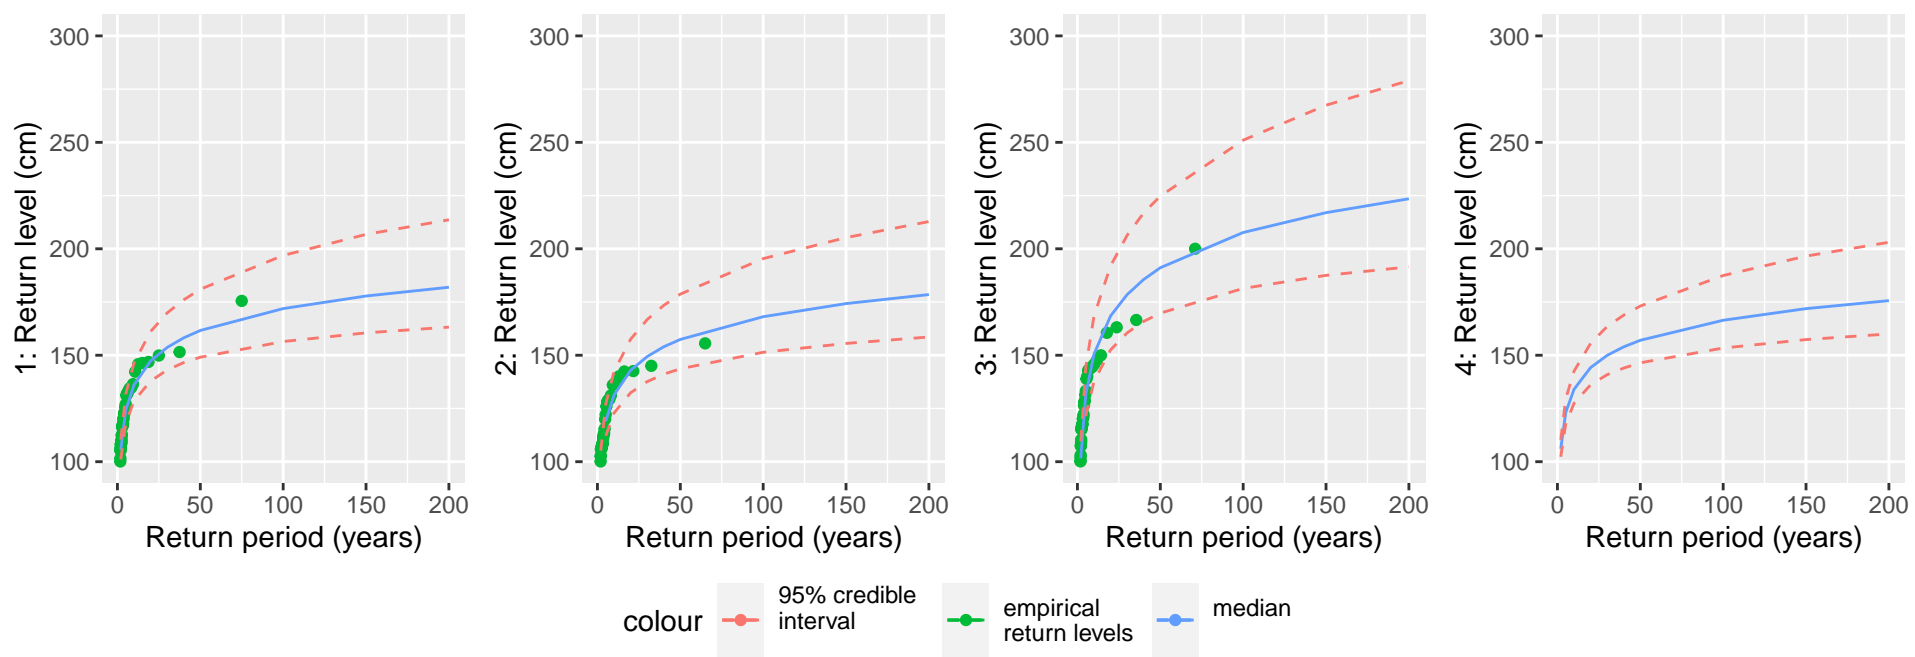 1: Return level (cm)
300
250
200
150
100
0 50 100 150 200
Return period (years)
2: Return level (cm)
300
250
200
150
100
0 50 100 150 200
Return period (years)
3: Return level (cm)
300
250
200
150
100
0 50 100 150 200
Return period (years)
4: Return level (cm)
300
250
200
150
100
0 50 100 150 200
Return period (years)
colour
95% credible
interval
empirical
return levels
median